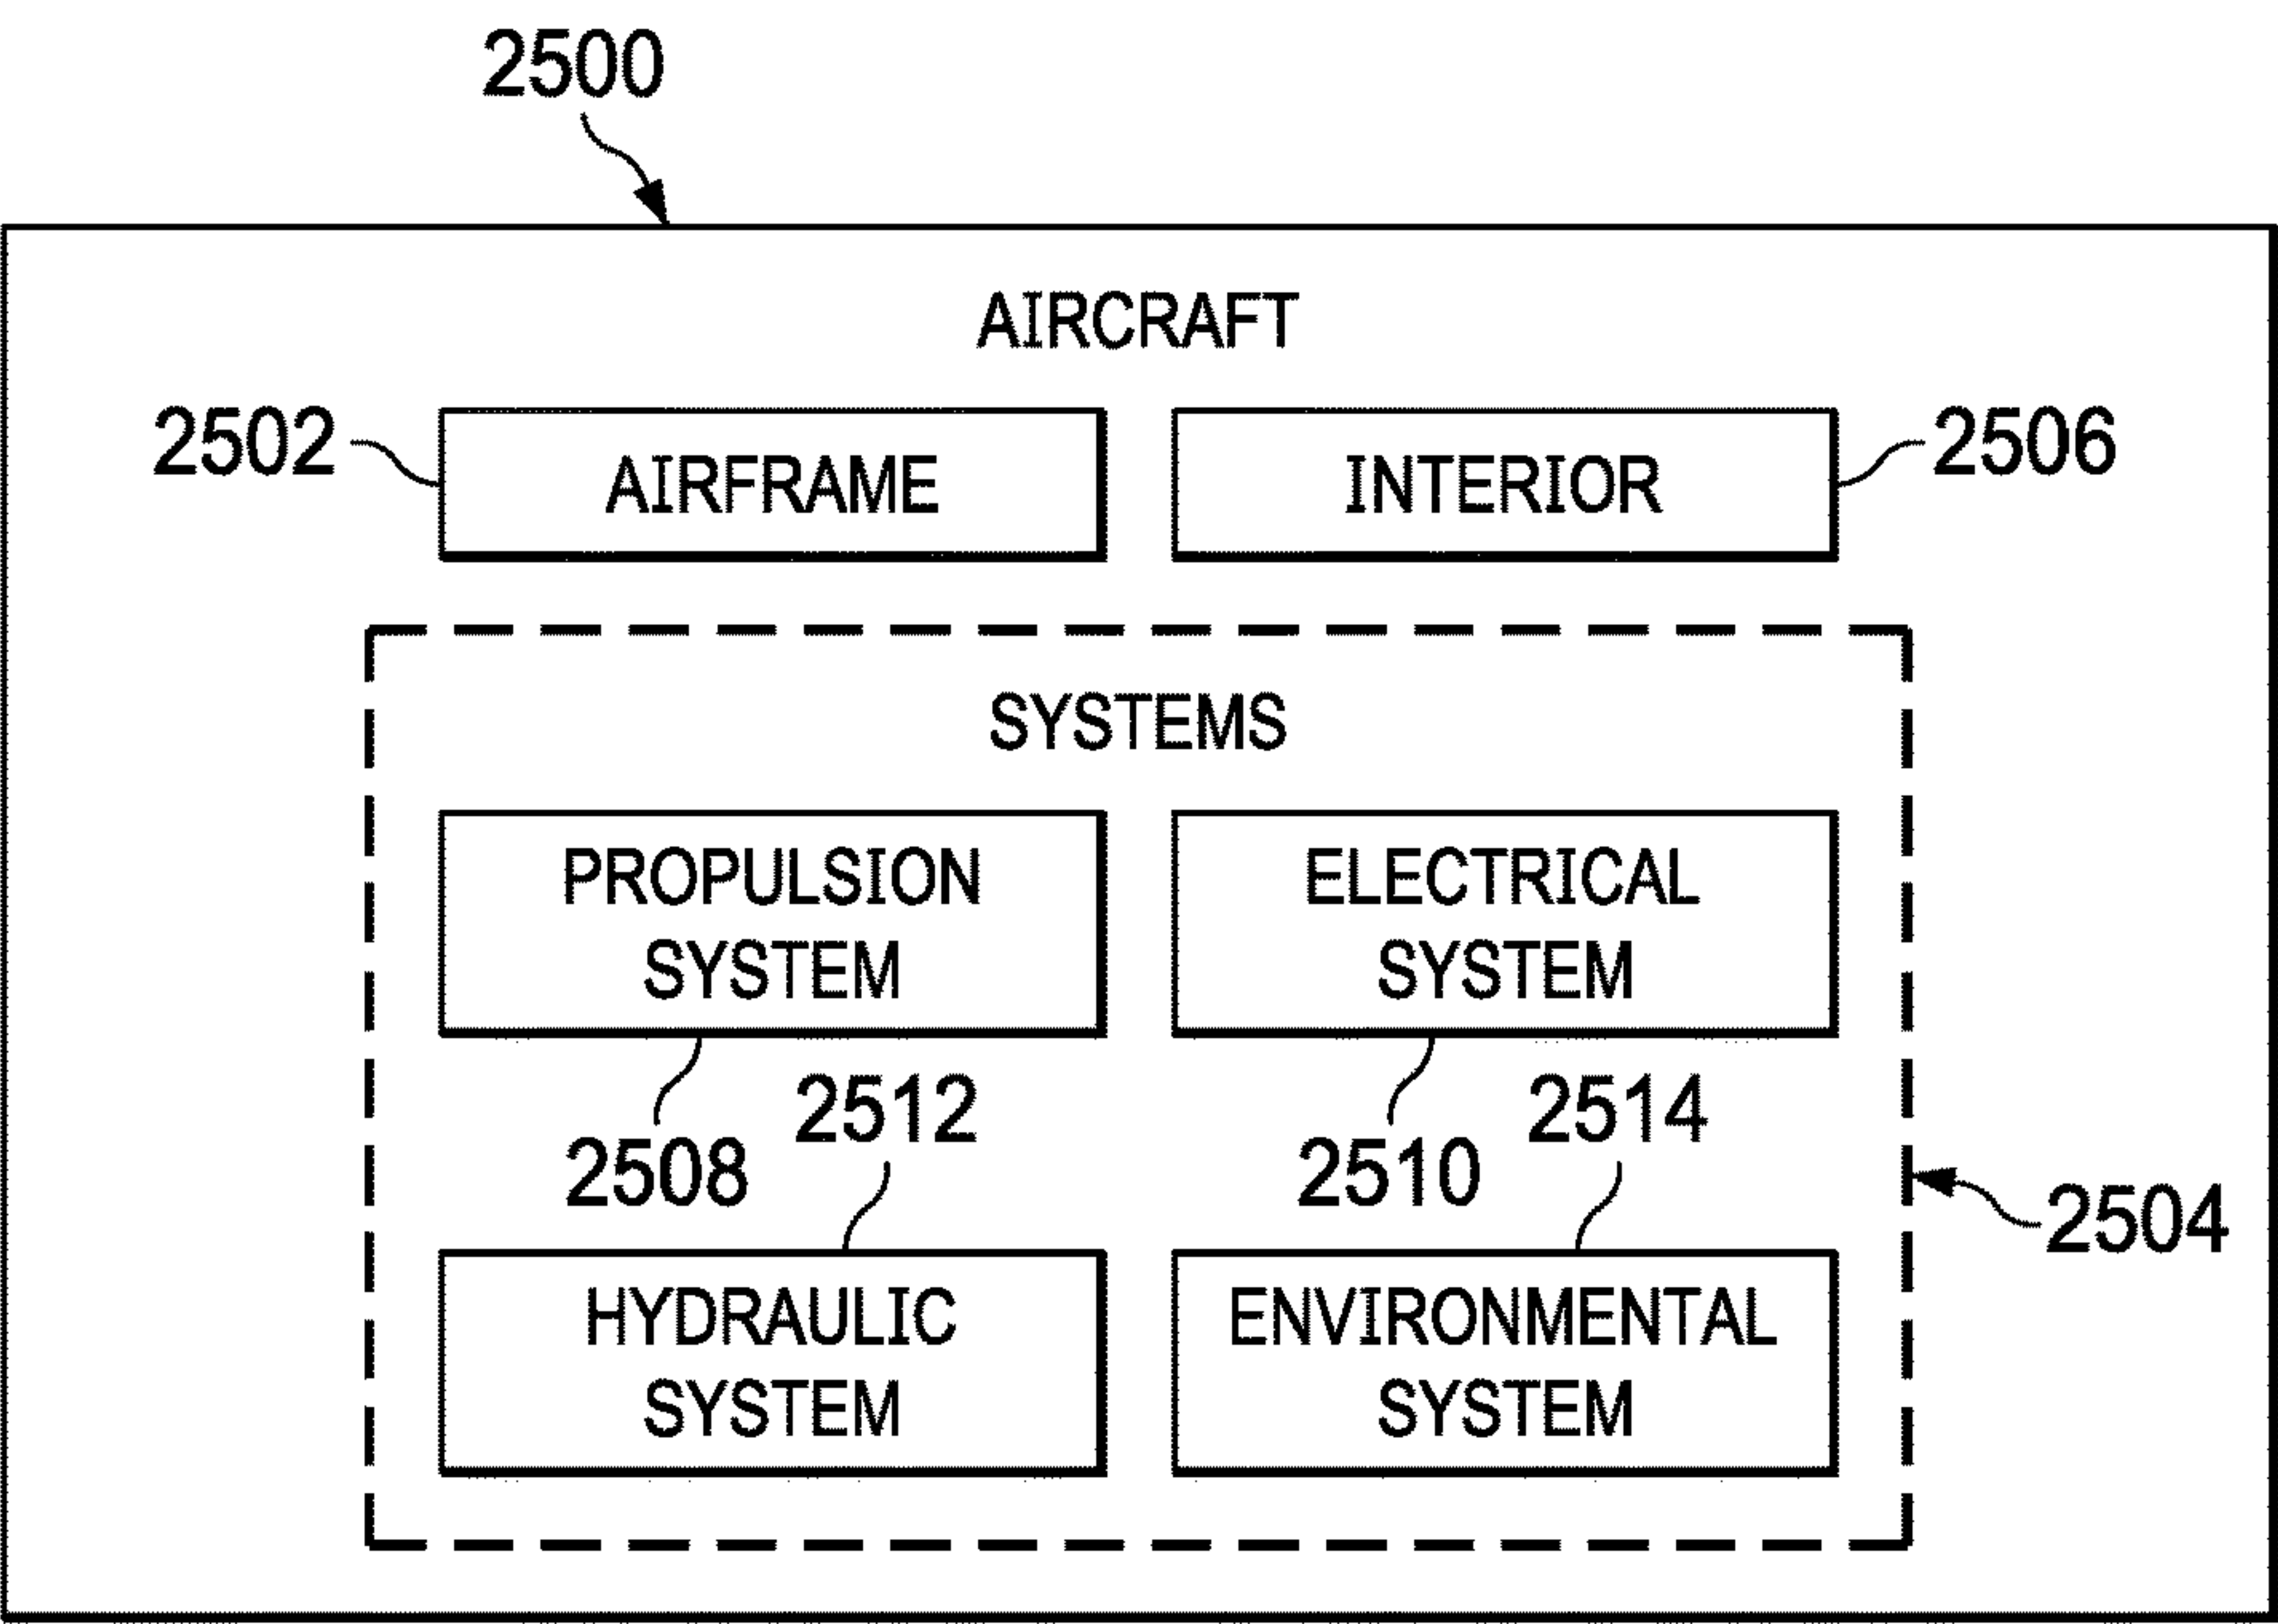 2500
AIRCRAFT
2502
AIRFRAME
INTERIOR
2506
SYSTEMS
PROPULSION
SYSTEM
ELECTRICAL
SYSTEM
2508
2512
2510
2514
2504
HYDRAULIC
SYSTEM
ENVIRONMENTAL
SYSTEM